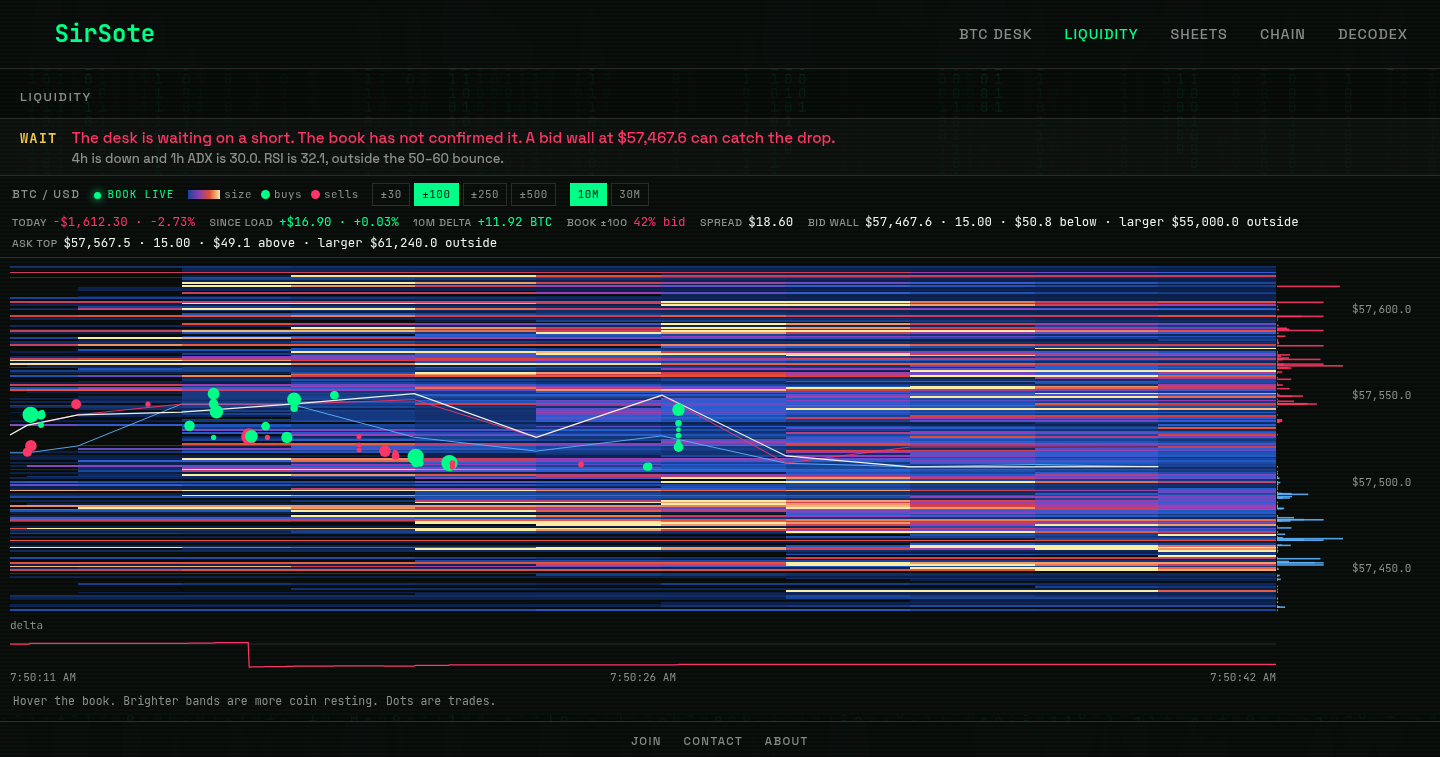 SirSote
BTC DESK LIQUIDITY SHEETS CHAIN DECODEX
LIQUIDITY
WAIT The desk is waiting on a short. The book has not confirmed it. A bid wall at $57,467.6 can catch the drop.
4h is down and 1h ADX is 30.0. RSI is 32.1, outside the 50–60 bounce.
BTC / USD BOOK LIVE size buys sells ±30 ±100 ±250 ±500 10M 30M
TODAY -$1,612.30 · -2.73% SINCE LOAD +$16.90 · +0.03% 10M DELTA +11.92 BTC BOOK ±100 42% bid SPREAD $18.60 BID WALL $57,467.6 · 15.00 · $50.8 below · larger $55,000.0 outside
ASK TOP $57,567.5 · 15.00 · $49.1 above · larger $61,240.0 outside
$57,600.0
$57,550.0
$57,500.0
$57,450.0
delta
7:50:11 AM 7:50:26 AM 7:50:42 AM
Hover the book. Brighter bands are more coin resting. Dots are trades.
JOIN CONTACT ABOUT